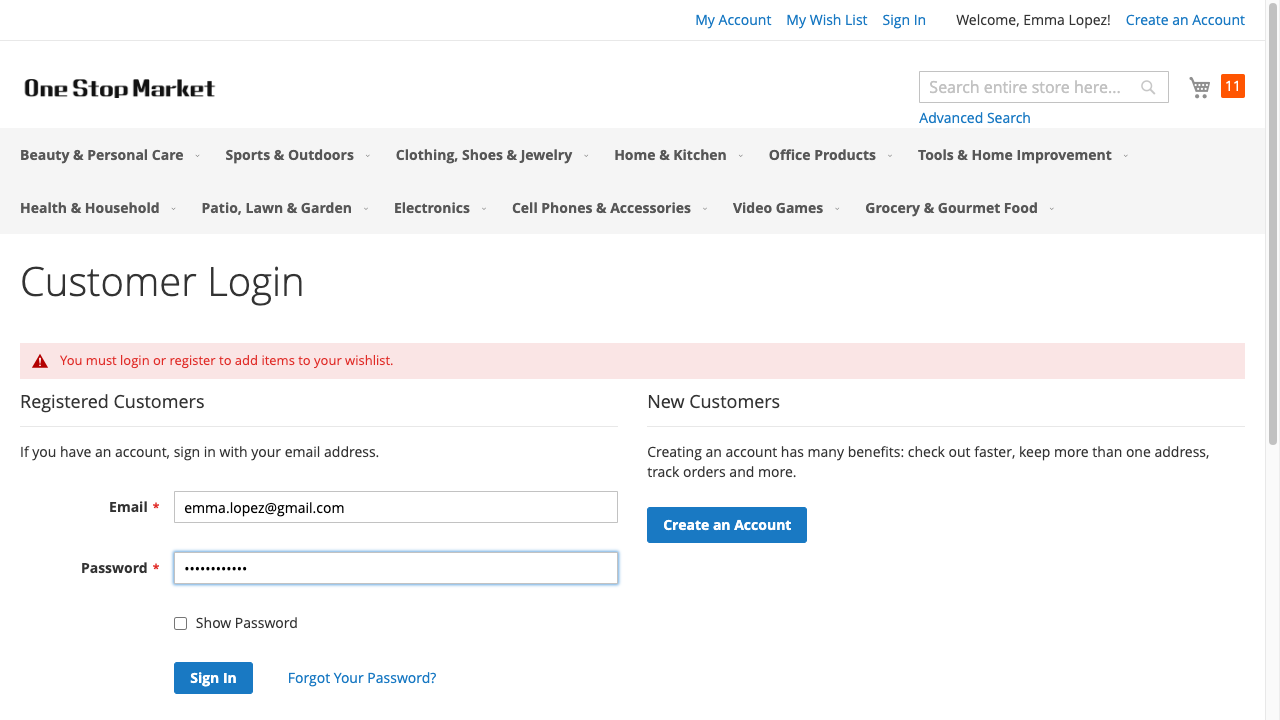 My Account My Wish List Sign In Welcome, Emma Lopez! Create an Account
One Stop Market
Search entire store here...
11
Advanced Search
Beauty & Personal Care Sports & Outdoors Clothing, Shoes & Jewelry Home & Kitchen Office Products Tools & Home Improvement
Health & Household Patio, Lawn & Garden Electronics Cell Phones & Accessories Video Games Grocery & Gourmet Food
Customer Login
You must login or register to add items to your wishlist.
Registered Customers
If you have an account, sign in with your email address.
Email *
emma.lopez@gmail.com
Password *
••••••••••••
Show Password
Sign In Forgot Your Password?
New Customers
Creating an account has many benefits: check out faster, keep more than one address,
track orders and more.
Create an Account